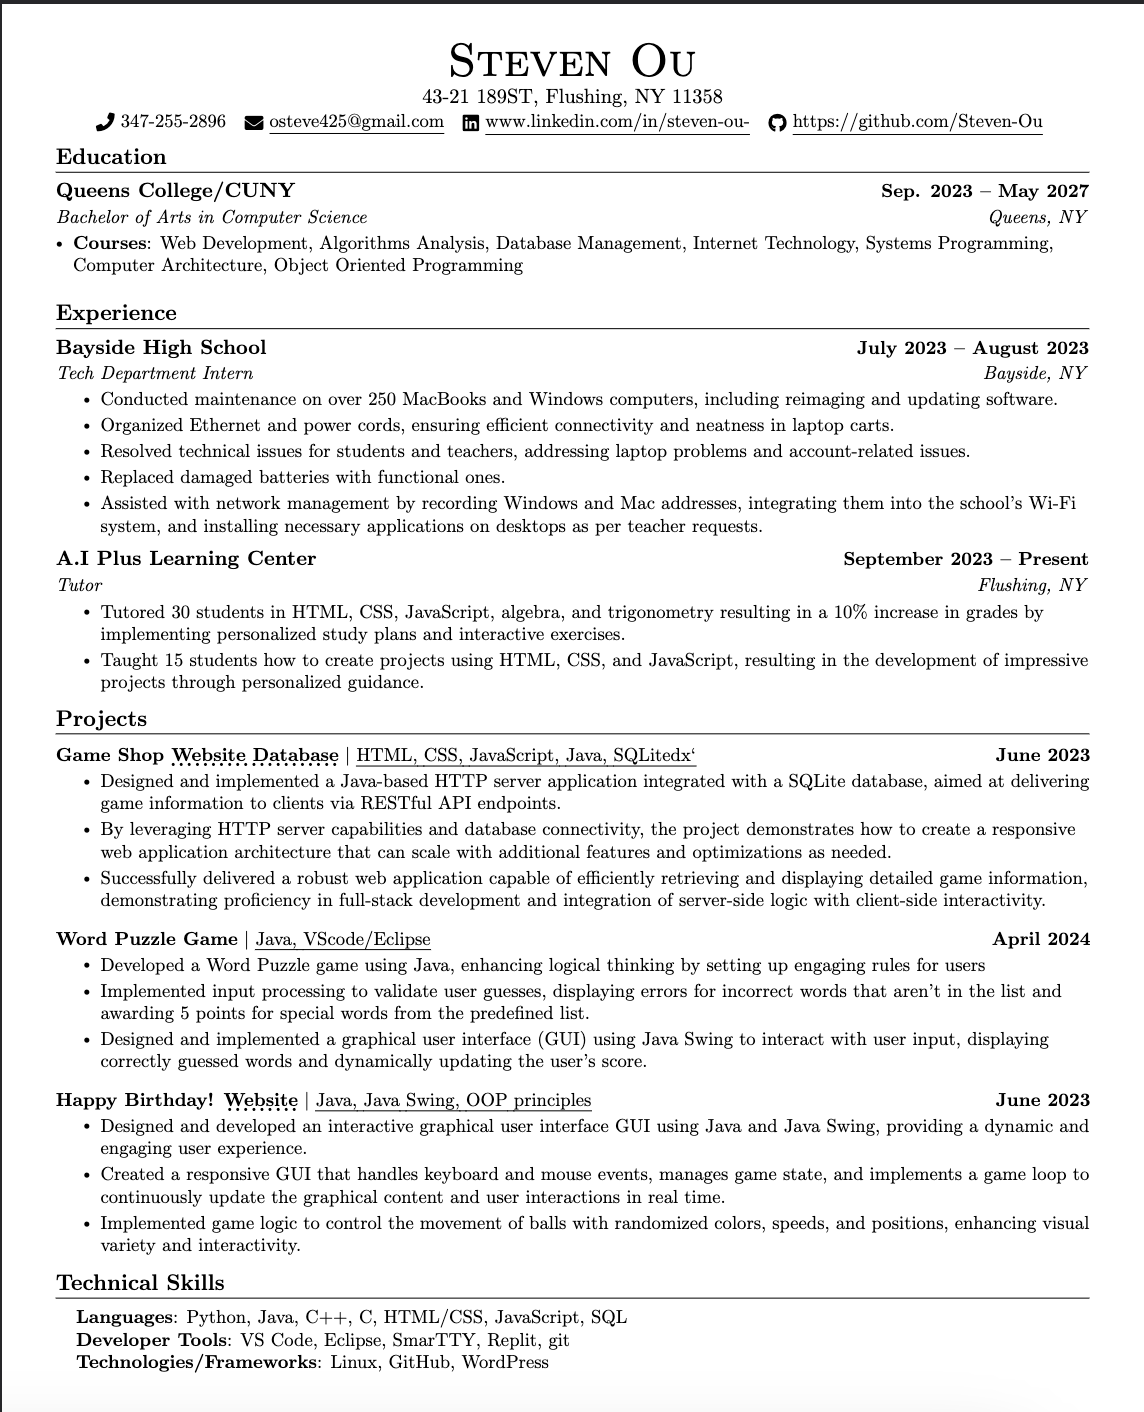 Steven Ou
43-21 189ST, Flushing, NY 11358
347-255-2896 osteve425@gmail.com www.linkedin.com/in/steven-ou- https://github.com/Steven-Ou
Education
Queens College/CUNY Sep. 2023 – May 2027
Bachelor of Arts in Computer Science Queens, NY
• Courses: Web Development, Algorithms Analysis, Database Management, Internet Technology, Systems Programming,
Computer Architecture, Object Oriented Programming
Experience
Bayside High School July 2023 – August 2023
Tech Department Intern Bayside, NY
• Conducted maintenance on over 250 MacBooks and Windows computers, including reimaging and updating software.
• Organized Ethernet and power cords, ensuring efficient connectivity and neatness in laptop carts.
• Resolved technical issues for students and teachers, addressing laptop problems and account-related issues.
• Replaced damaged batteries with functional ones.
• Assisted with network management by recording Windows and Mac addresses, integrating them into the school's Wi-Fi
system, and installing necessary applications on desktops as per teacher requests.
A.I Plus Learning Center September 2023 – Present
Tutor Flushing, NY
• Tutored 30 students in HTML, CSS, JavaScript, algebra, and trigonometry resulting in a 10% increase in grades by
implementing personalized study plans and interactive exercises.
• Taught 15 students how to create projects using HTML, CSS, and JavaScript, resulting in the development of impressive
projects through personalized guidance.
Projects
Game Shop Website Database | HTML, CSS, JavaScript, Java, SQLitedx‘ June 2023
• Designed and implemented a Java-based HTTP server application integrated with a SQLite database, aimed at delivering
game information to clients via RESTful API endpoints.
• By leveraging HTTP server capabilities and database connectivity, the project demonstrates how to create a responsive
web application architecture that can scale with additional features and optimizations as needed.
• Successfully delivered a robust web application capable of efficiently retrieving and displaying detailed game information,
demonstrating proficiency in full-stack development and integration of server-side logic with client-side interactivity.
Word Puzzle Game | Java, VScode/Eclipse April 2024
• Developed a Word Puzzle game using Java, enhancing logical thinking by setting up engaging rules for users
• Implemented input processing to validate user guesses, displaying errors for incorrect words that aren't in the list and
awarding 5 points for special words from the predefined list.
• Designed and implemented a graphical user interface (GUI) using Java Swing to interact with user input, displaying
correctly guessed words and dynamically updating the user's score.
Happy Birthday! Website | Java, Java Swing, OOP principles June 2023
• Designed and developed an interactive graphical user interface GUI using Java and Java Swing, providing a dynamic and
engaging user experience.
• Created a responsive GUI that handles keyboard and mouse events, manages game state, and implements a game loop to
continuously update the graphical content and user interactions in real time.
• Implemented game logic to control the movement of balls with randomized colors, speeds, and positions, enhancing visual
variety and interactivity.
Technical Skills
Languages: Python, Java, C++, C, HTML/CSS, JavaScript, SQL
Developer Tools: VS Code, Eclipse, SmarTTY, Replit, git
Technologies/Frameworks: Linux, GitHub, WordPress